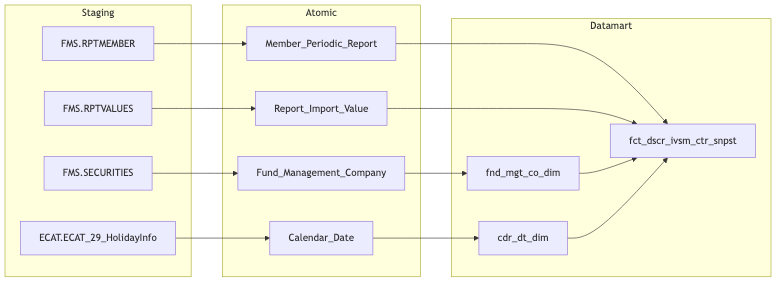 Staging
Atomic
Datamart
FMS.RPTMEMBER
Member_Periodic_Report
FMS.RPTVALUES
Report_Import_Value
fct_dscr_ivsm_ctr_snpst
FMS.SECURITIES
Fund_Management_Company
fnd_mgt_co_dim
ECAT.ECAT_29_HolidayInfo
Calendar_Date
cdr_dt_dim